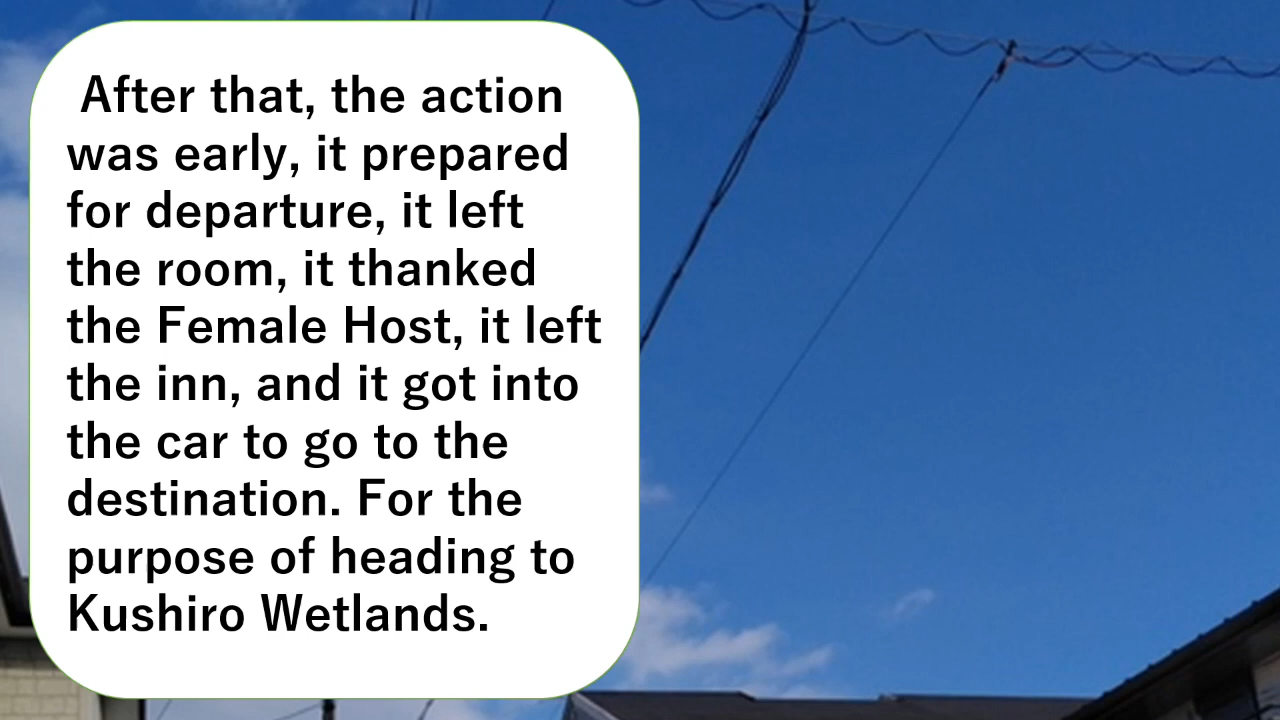 After that, the action
was early, it prepared
for departure, it left
the room, it thanked
the Female Host, it left
the inn, and it got into
the car to go to the
destination. For the
purpose of heading to
Kushiro Wetlands.